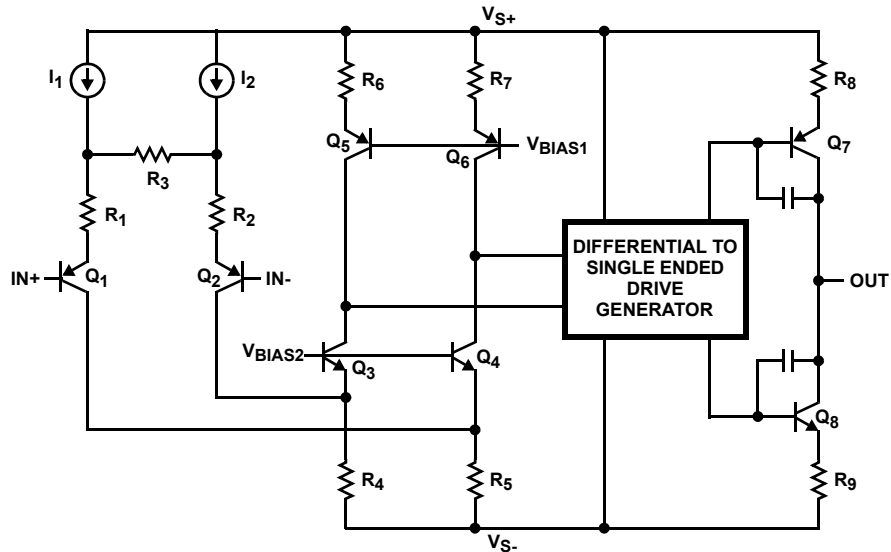 VS+
I1
I2
R6
R7
R8
Q5
Q6
VBIAS1
Q7
R3
R1
R2
DIFFERENTIAL TO
SINGLE ENDED
DRIVE
GENERATOR
IN+
Q1
Q2
IN-
OUT
VBIAS2
Q3
Q4
Q8
R4
R5
R9
VS-